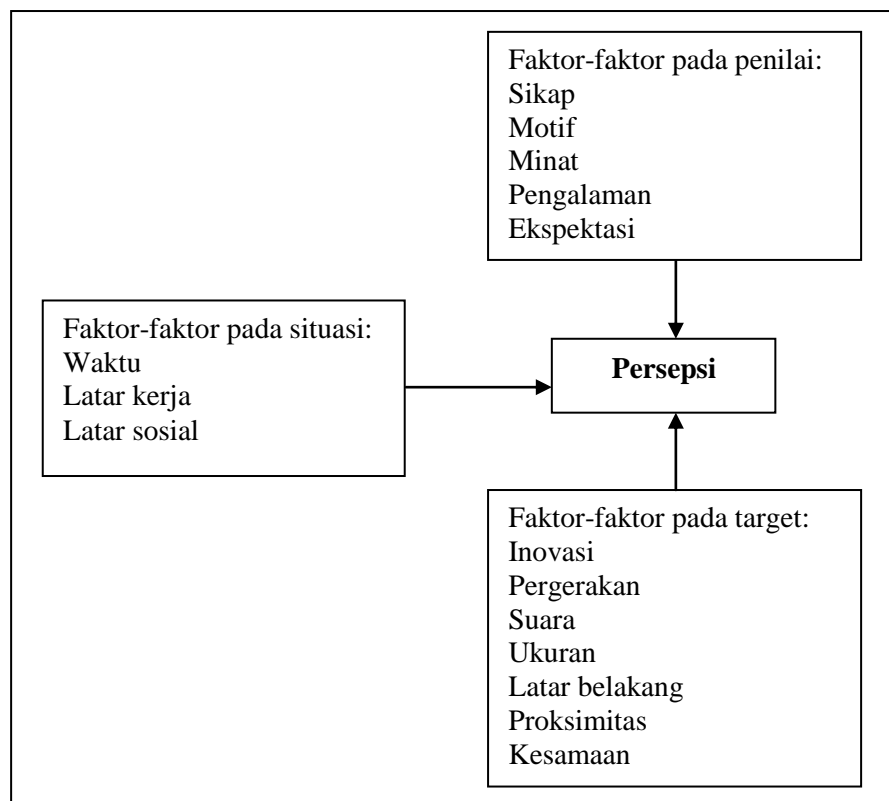 Faktor-faktor pada penilai:
Sikap
Motif
Minat
Pengalaman
Ekspektasi
Faktor-faktor pada situasi:
Waktu
Latar kerja
Latar sosial
Persepsi
Faktor-faktor pada target:
Inovasi
Pergerakan
Suara
Ukuran
Latar belakang
Proksimitas
Kesamaan